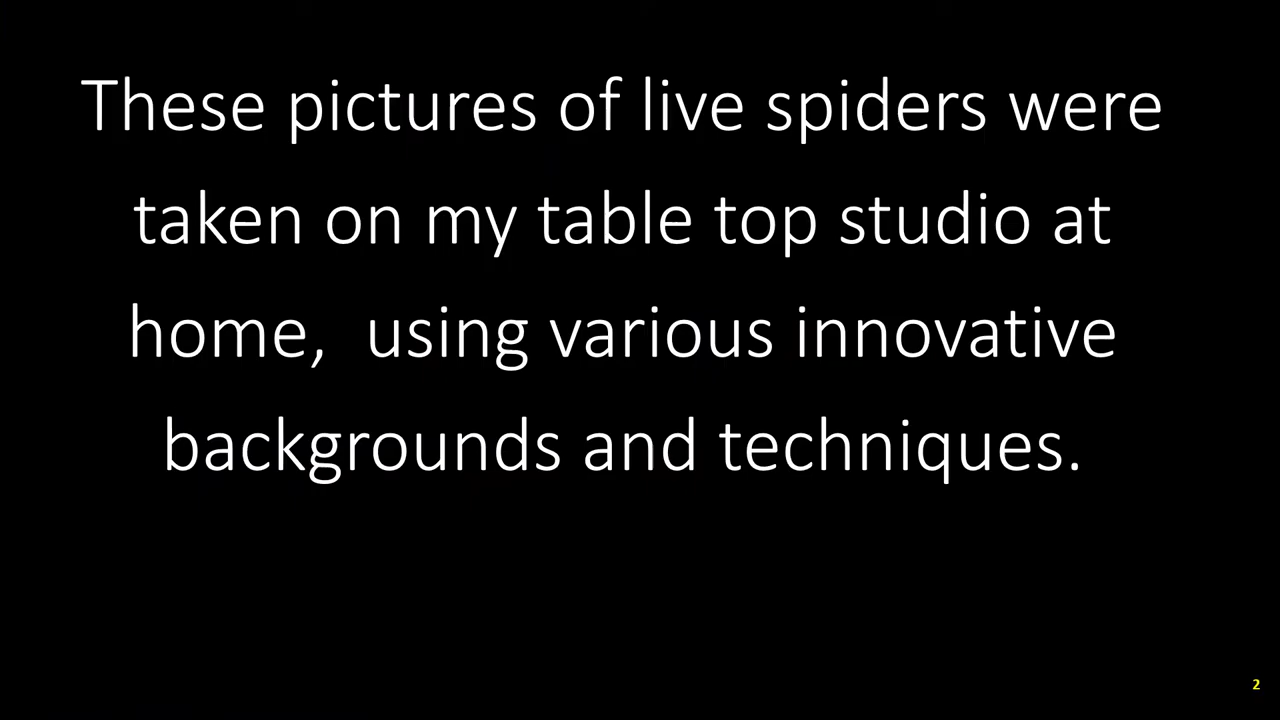 These pictures of live spiders were
taken on my table top studio at
home,  using various innovative
backgrounds and techniques.
2